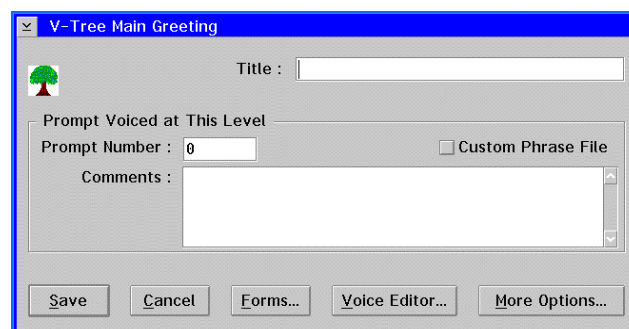 V-Tree Main Greeting
Title :
Prompt Voiced at This Level
Prompt Number : 0 Custom Phrase File
Comments :
Save Cancel Forms... Voice Editor... More Options...